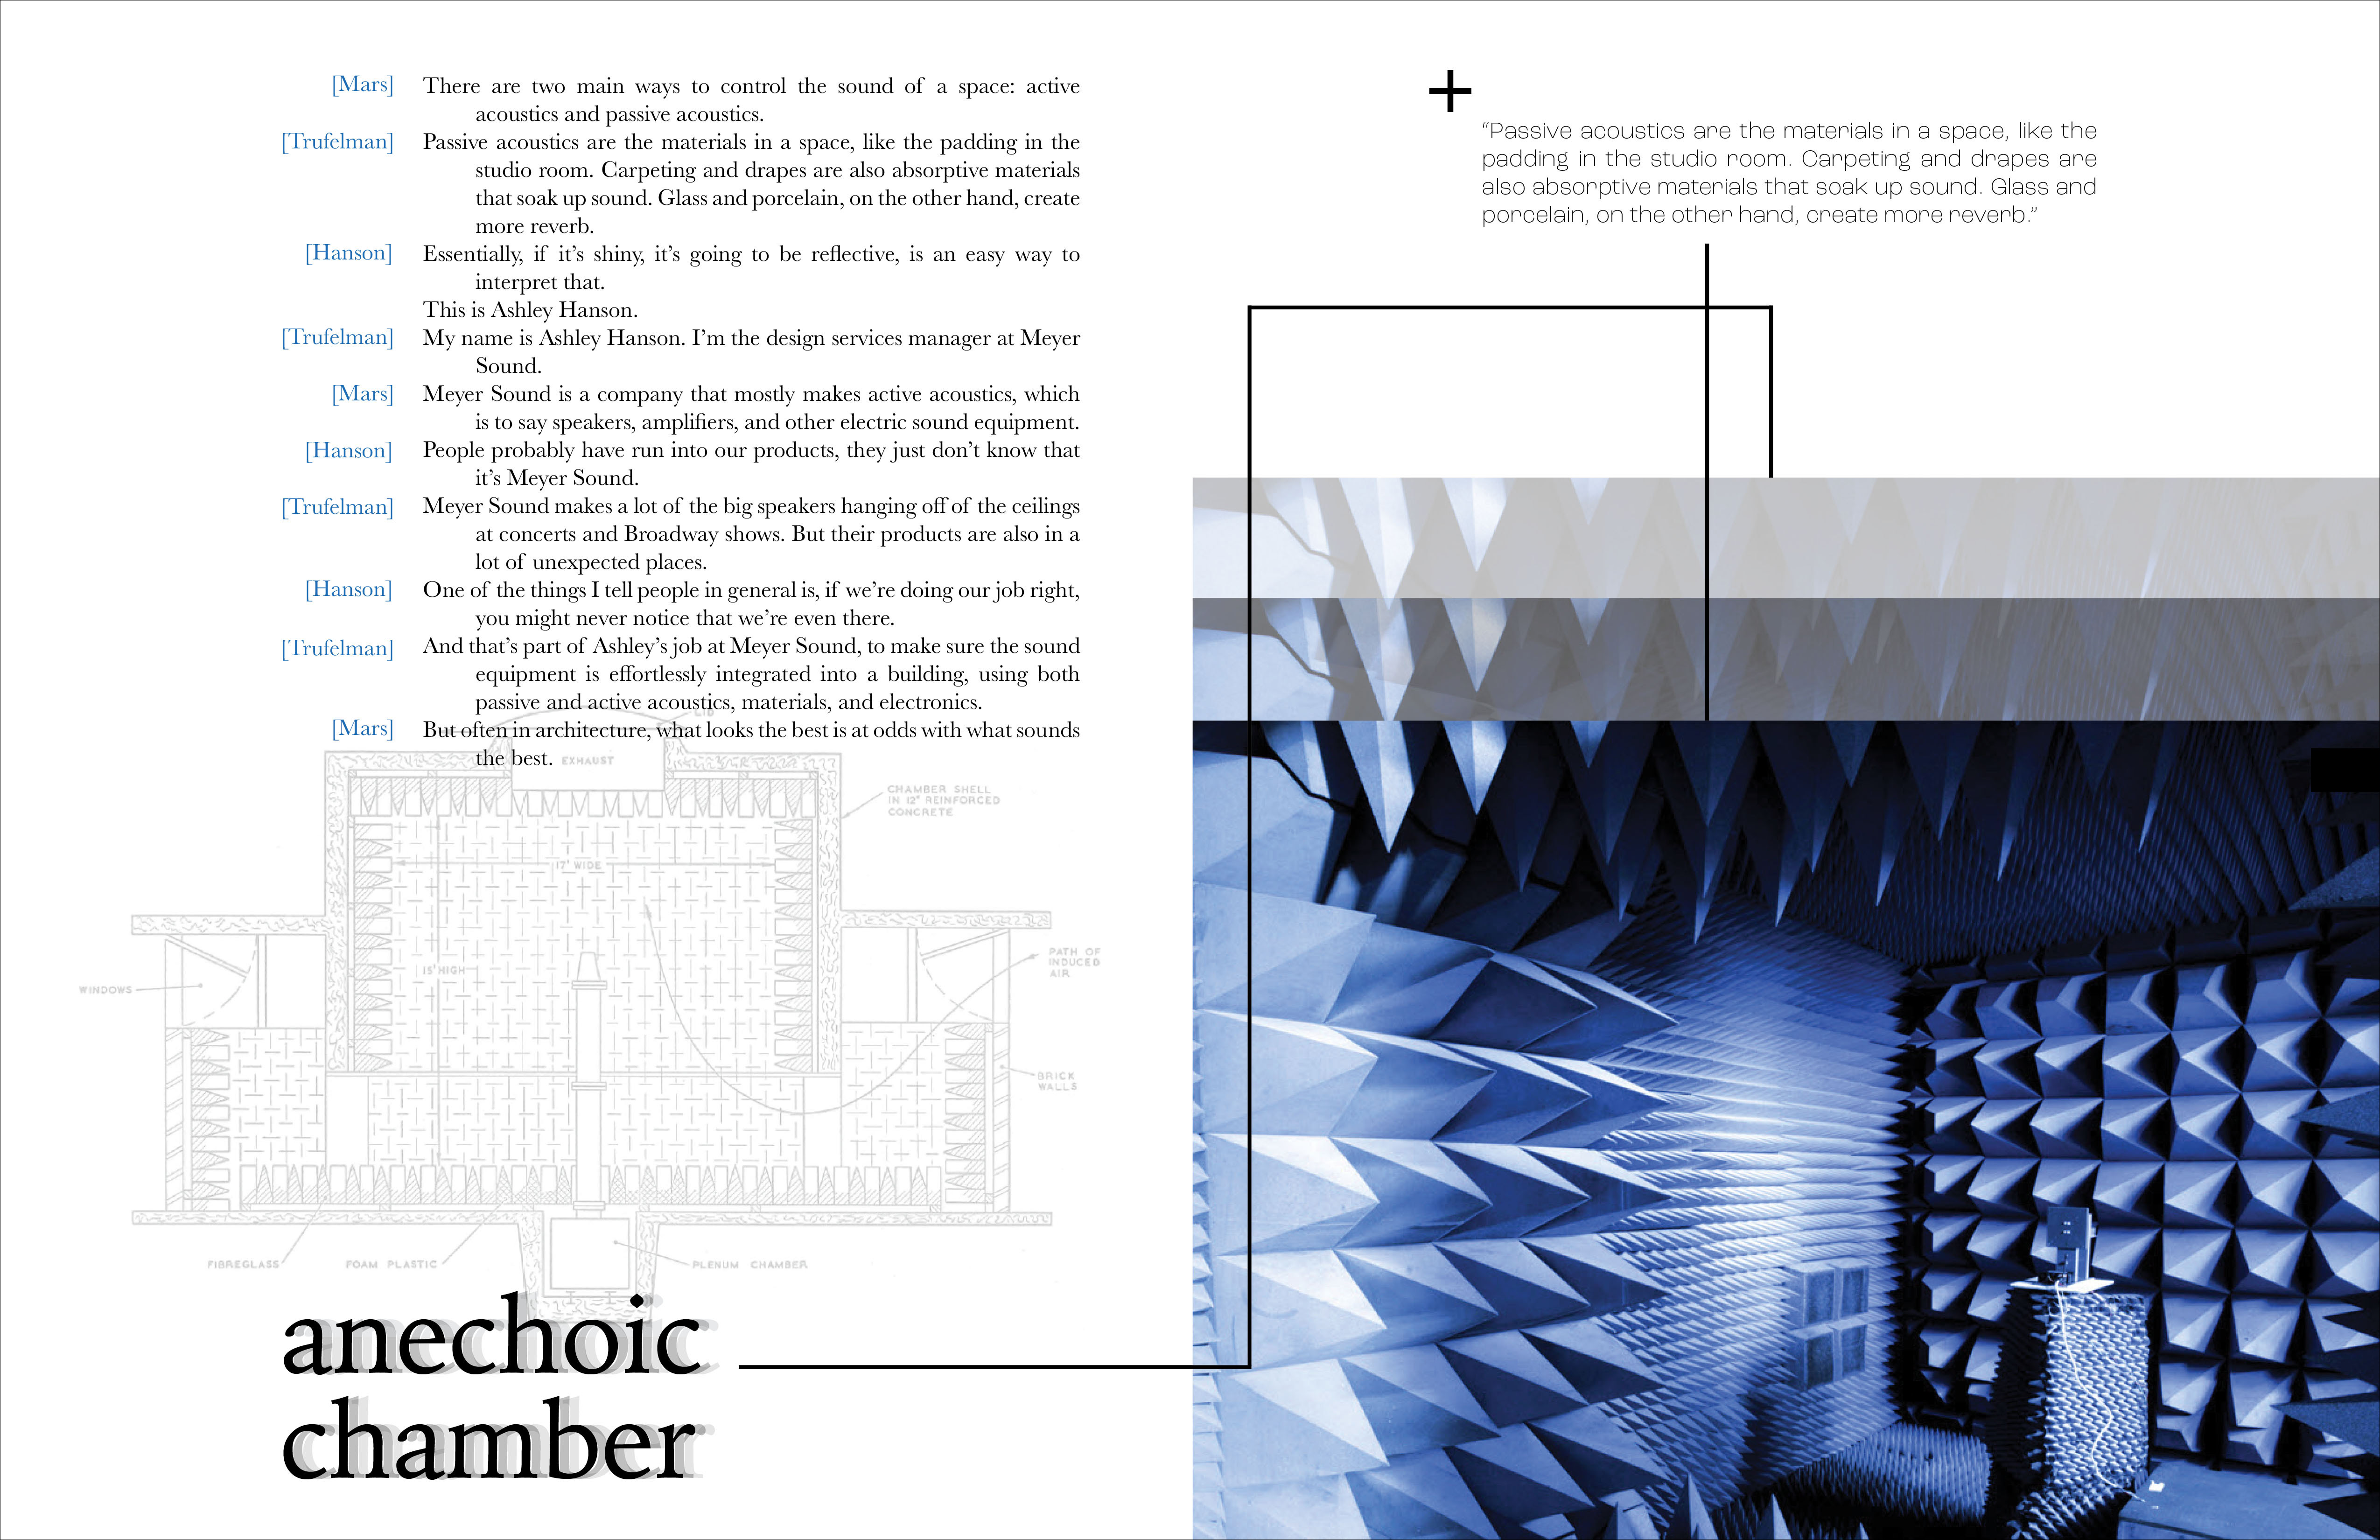 [Mars] There are two main ways to control the sound of a space: active
acoustics and passive acoustics.
[Trufelman] Passive acoustics are the materials in a space, like the padding in the
studio room. Carpeting and drapes are also absorptive materials
that soak up sound. Glass and porcelain, on the other hand, create
more reverb.
[Hanson] Essentially, if it’s shiny, it’s going to be reflective, is an easy way to
interpret that.
This is Ashley Hanson.
[Trufelman] My name is Ashley Hanson. I’m the design services manager at Meyer
Sound.
[Mars] Meyer Sound is a company that mostly makes active acoustics, which
is to say speakers, amplifiers, and other electric sound equipment.
[Hanson] People probably have run into our products, they just don’t know that
it’s Meyer Sound.
[Trufelman] Meyer Sound makes a lot of the big speakers hanging off of the ceilings
at concerts and Broadway shows. But their products are also in a
lot of unexpected places.
[Hanson] One of the things I tell people in general is, if we’re doing our job right,
you might never notice that we’re even there.
[Trufelman] And that’s part of Ashley’s job at Meyer Sound, to make sure the sound
equipment is effortlessly integrated into a building, using both
passive and active acoustics, materials, and electronics.
[Mars] But often in architecture, what looks the best is at odds with what sounds
the best.
LID
EXHAUST
CHAMBER SHELL
IN 12" REINFORCED
CONCRETE
17' WIDE
15' HIGH
WINDOWS
PATH OF
INDUCED
AIR
BRICK
WALLS
FIBREGLASS
FOAM PLASTIC
PLENUM CHAMBER
anechoic
chamber
+
“Passive acoustics are the materials in a space, like the
padding in the studio room. Carpeting and drapes are
also absorptive materials that soak up sound. Glass and
porcelain, on the other hand, create more reverb.”